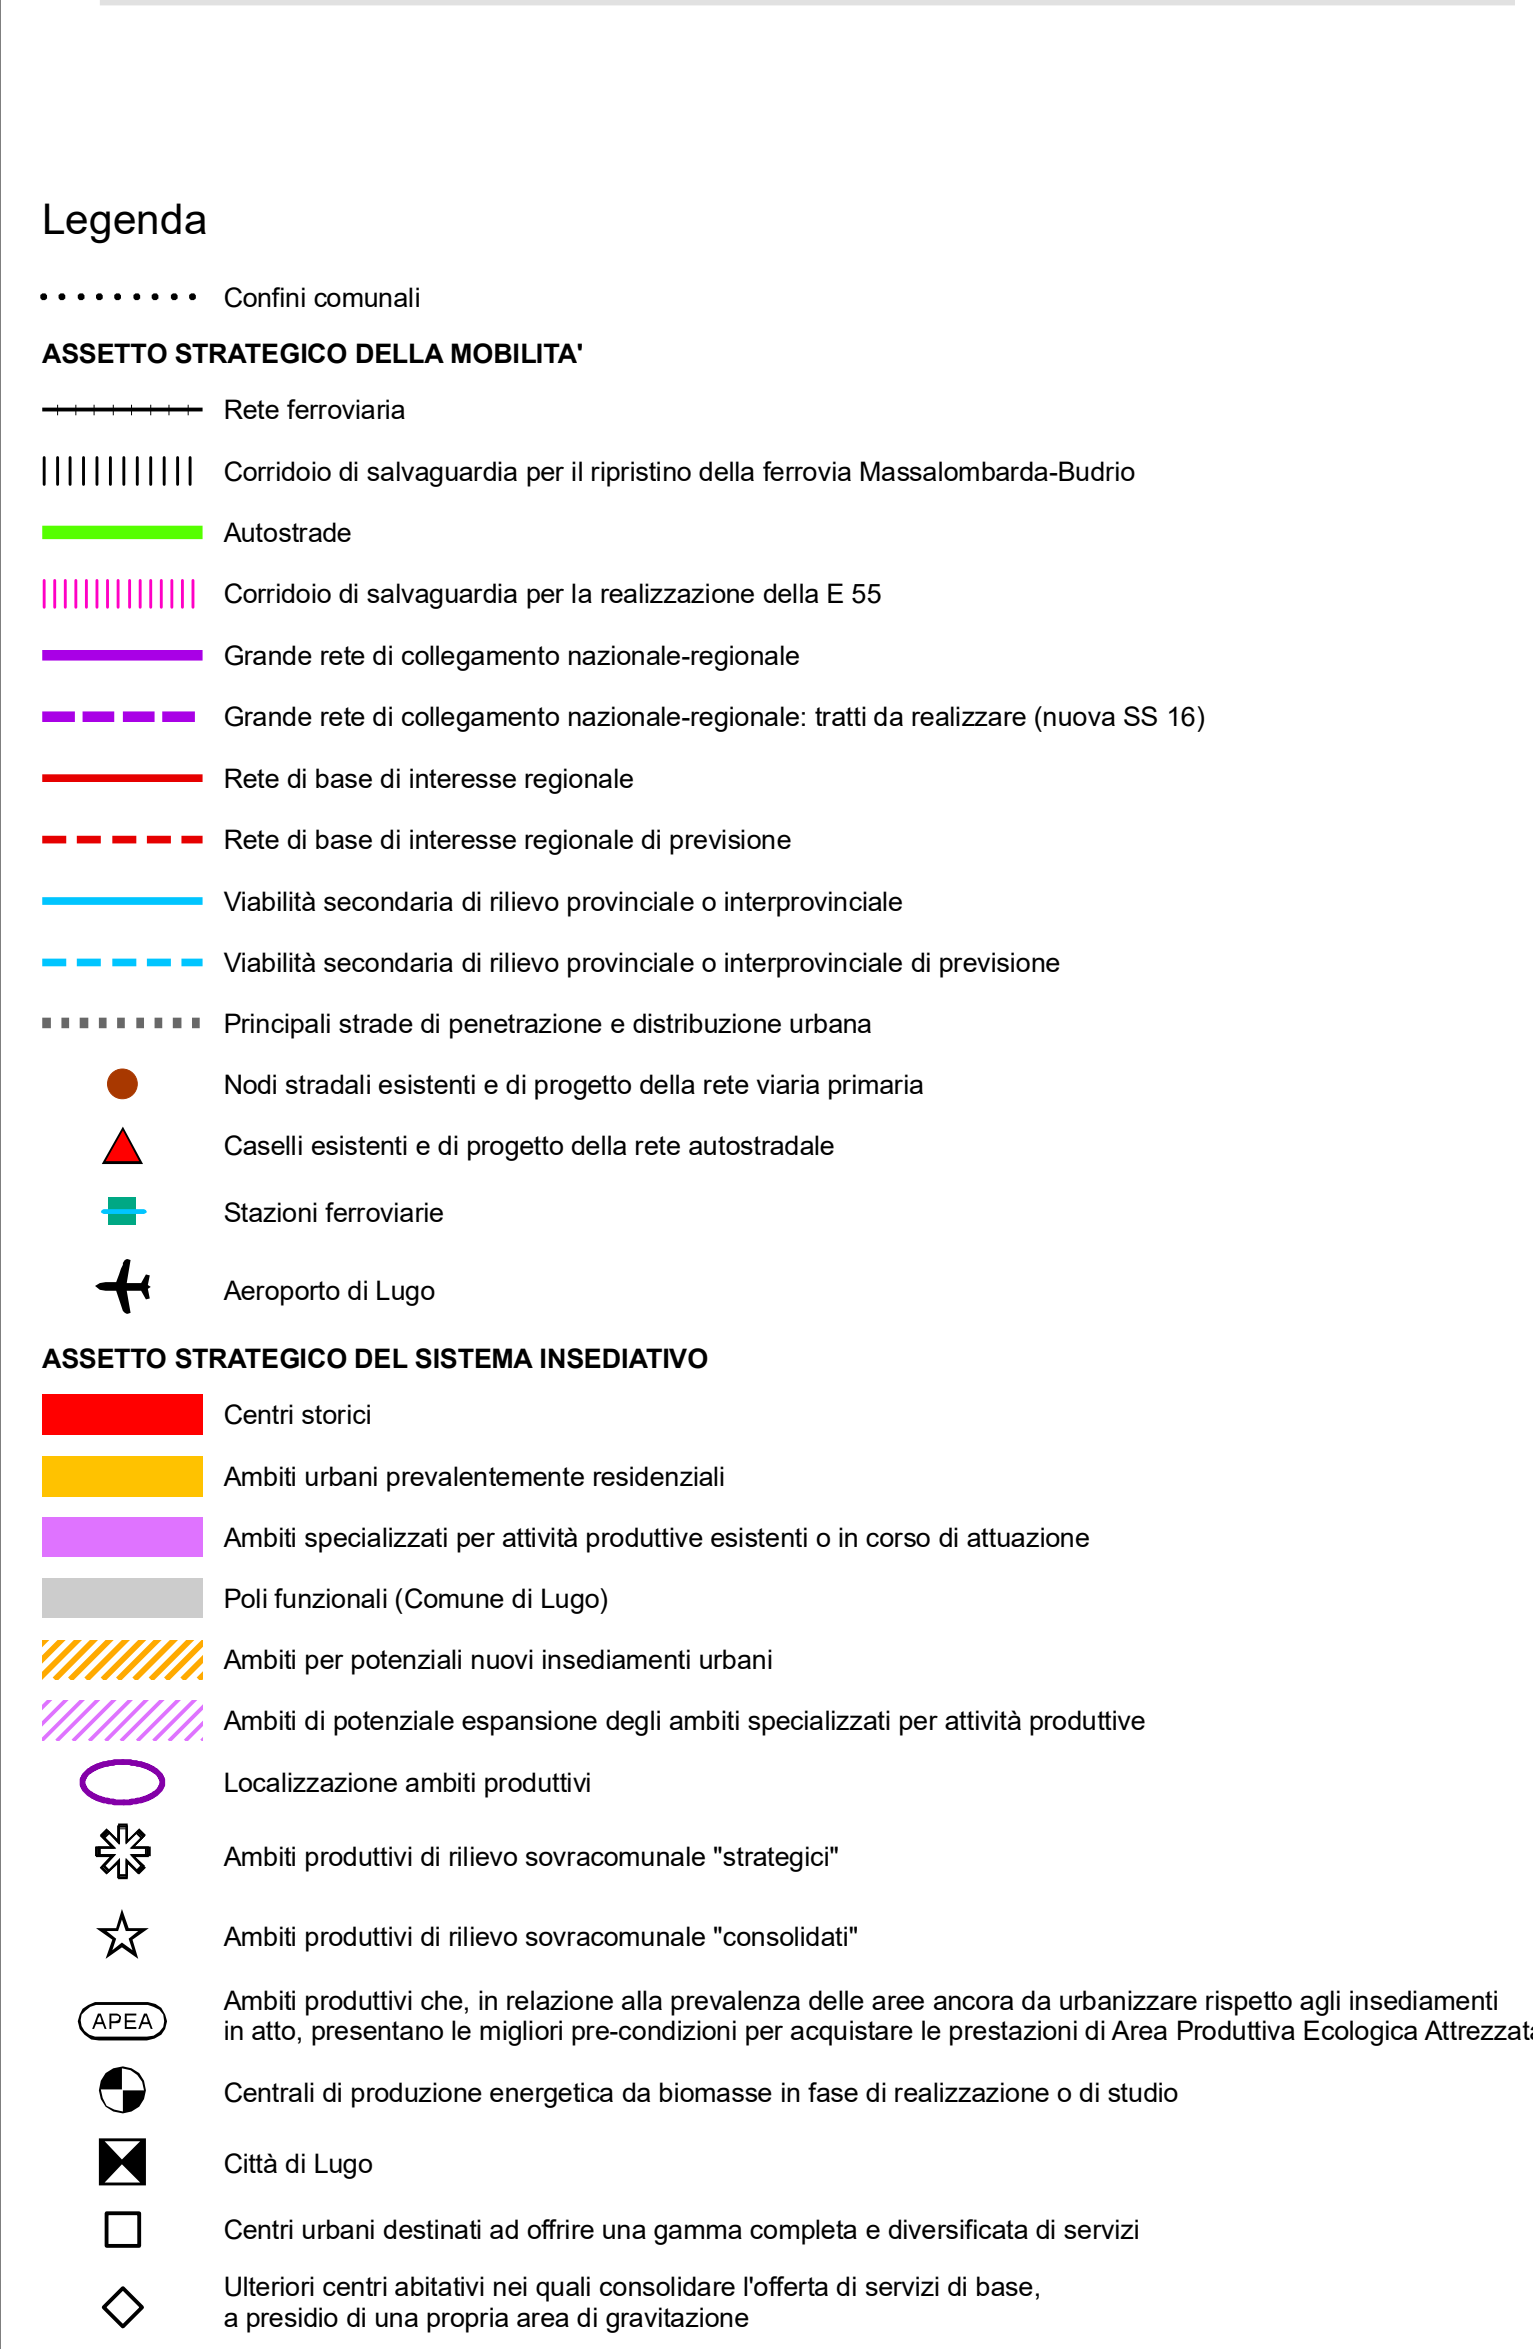 Legenda
Confini comunali
ASSETTO STRATEGICO DELLA MOBILITA'
Rete ferroviaria
Corridoio di salvaguardia per il ripristino della ferrovia Massalombarda-Budrio
Autostrade
Corridoio di salvaguardia per la realizzazione della E 55
Grande rete di collegamento nazionale-regionale
Grande rete di collegamento nazionale-regionale: tratti da realizzare (nuova SS 16)
Rete di base di interesse regionale
Rete di base di interesse regionale di previsione
Viabilità secondaria di rilievo provinciale o interprovinciale
Viabilità secondaria di rilievo provinciale o interprovinciale di previsione
Principali strade di penetrazione e distribuzione urbana
Nodi stradali esistenti e di progetto della rete viaria primaria
Caselli esistenti e di progetto della rete autostradale
Stazioni ferroviarie
Aeroporto di Lugo
ASSETTO STRATEGICO DEL SISTEMA INSEDIATIVO
Centri storici
Ambiti urbani prevalentemente residenziali
Ambiti specializzati per attività produttive esistenti o in corso di attuazione
Poli funzionali (Comune di Lugo)
Ambiti per potenziali nuovi insediamenti urbani
Ambiti di potenziale espansione degli ambiti specializzati per attività produttive
Localizzazione ambiti produttivi
Ambiti produttivi di rilievo sovracomunale "strategici"
Ambiti produttivi di rilievo sovracomunale "consolidati"
APEA Ambiti produttivi che, in relazione alla prevalenza delle aree ancora da urbanizzare rispetto agli insediamenti
in atto, presentano le migliori pre-condizioni per acquistare le prestazioni di Area Produttiva Ecologica Attrezzata
Centrali di produzione energetica da biomasse in fase di realizzazione o di studio
Città di Lugo
Centri urbani destinati ad offrire una gamma completa e diversificata di servizi
Ulteriori centri abitativi nei quali consolidare l'offerta di servizi di base,
a presidio di una propria area di gravitazione